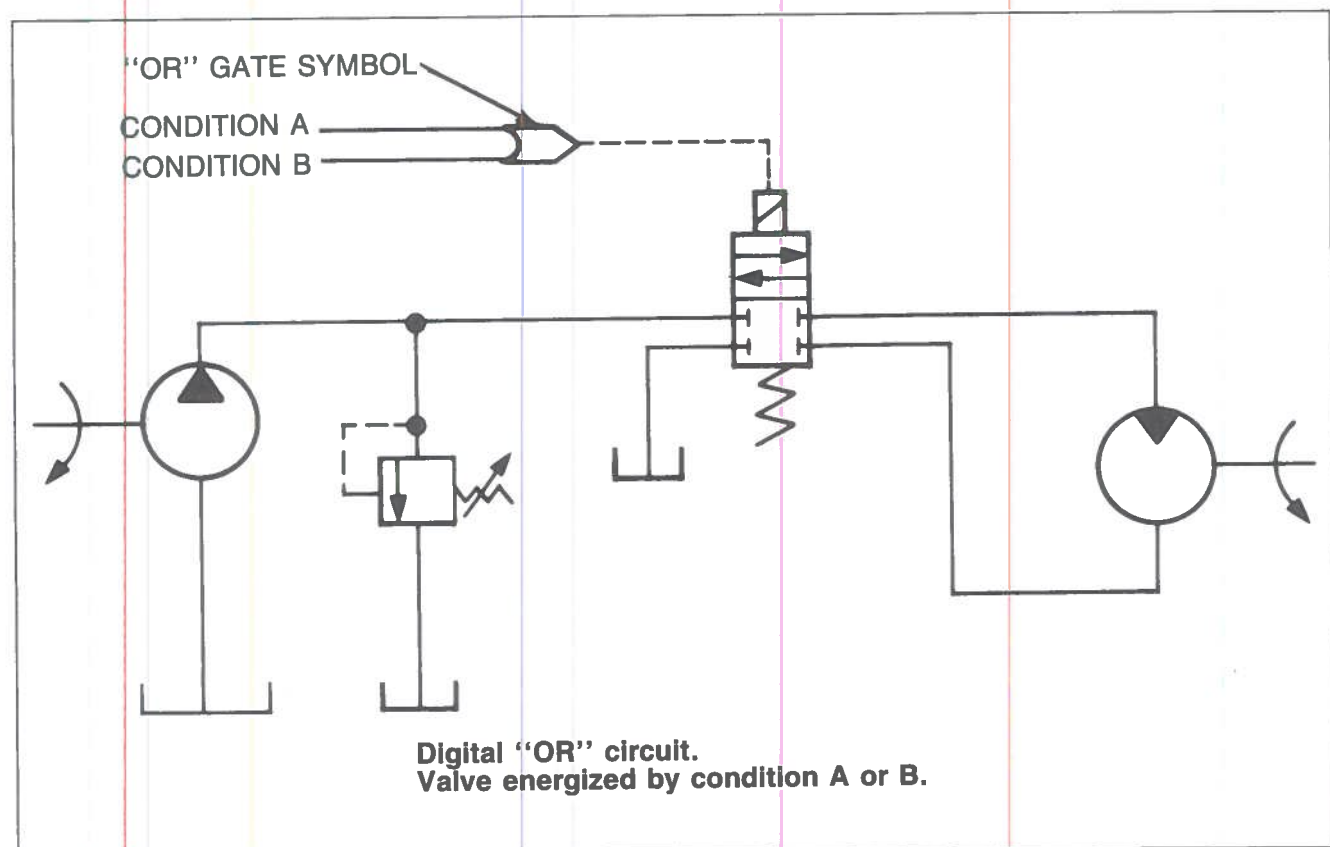 ‘‘OR’’ GATE SYMBOL
CONDITION A
CONDITION B
Digital ‘‘OR’’ circuit.
Valve energized by condition A or B.